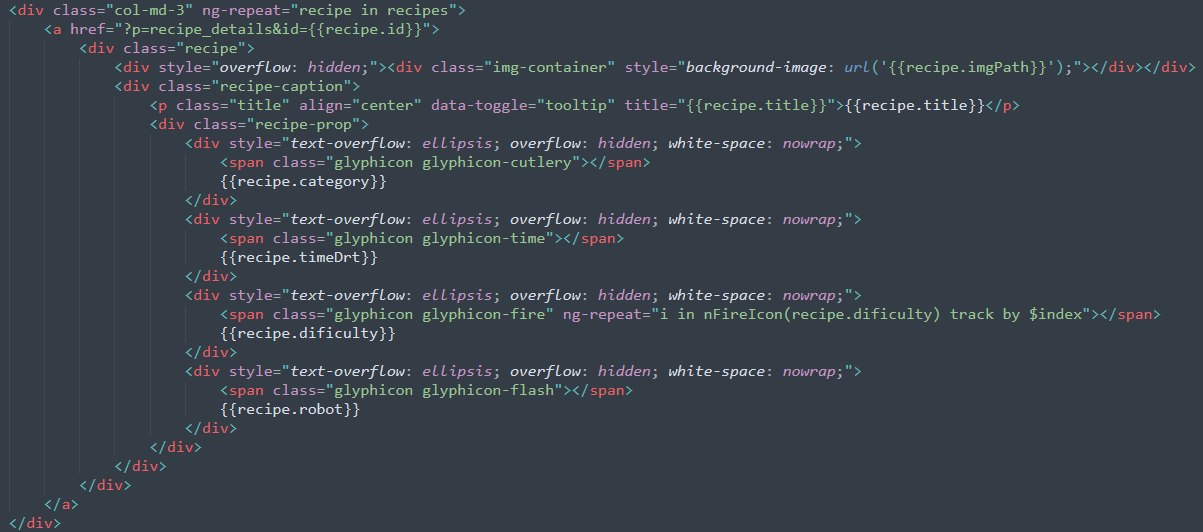 <div class="col-md-3" ng-repeat="recipe in recipes">
<a href="?p=recipe_details&id={{recipe.id}}">
<div class="recipe">
<div style="overflow: hidden;"><div class="img-container" style="background-image: url('{{recipe.imgPath}}');"></div></div>
<div class="recipe-caption">
<p class="title" align="center" data-toggle="tooltip" title="{{recipe.title}}">{{recipe.title}}</p>
<div class="recipe-prop">
<div style="text-overflow: ellipsis; overflow: hidden; white-space: nowrap;">
<span class="glyphicon glyphicon-cutlery"></span>
{{recipe.category}}
</div>
<div style="text-overflow: ellipsis; overflow: hidden; white-space: nowrap;">
<span class="glyphicon glyphicon-time"></span>
{{recipe.timeDrt}}
</div>
<div style="text-overflow: ellipsis; overflow: hidden; white-space: nowrap;">
<span class="glyphicon glyphicon-fire" ng-repeat="i in nFireIcon(recipe.dificulty) track by $index"></span>
{{recipe.dificulty}}
</div>
<div style="text-overflow: ellipsis; overflow: hidden; white-space: nowrap;">
<span class="glyphicon glyphicon-flash"></span>
{{recipe.robot}}
</div>
</div>
</div>
</div>
</a>
</div>